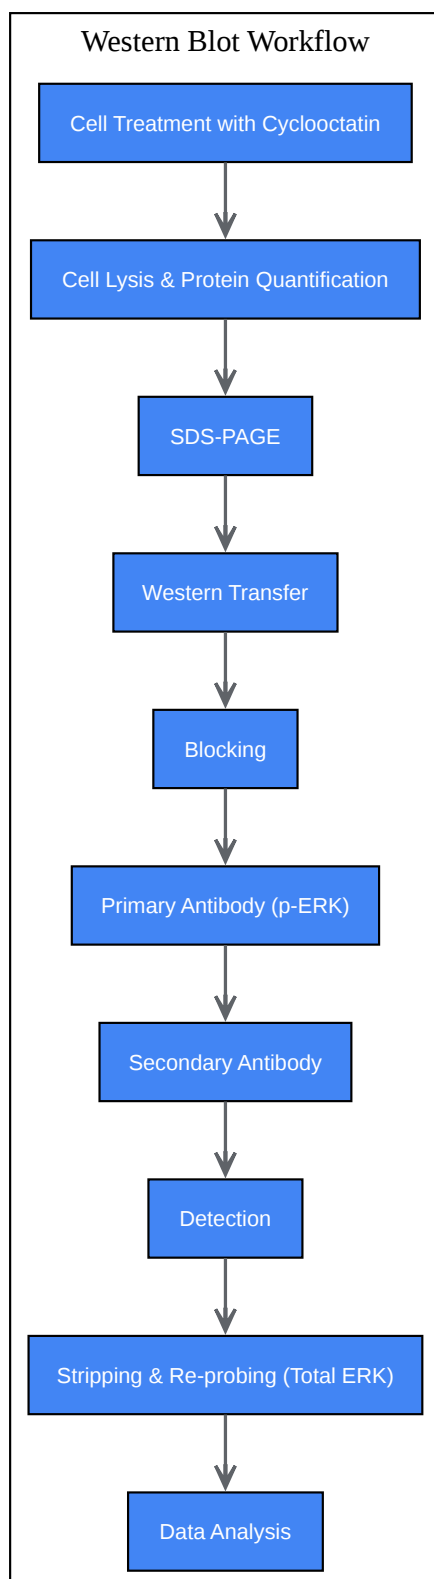 Western Blot Workflow
Cell Treatment with Cyclooctatin
Cell Lysis & Protein Quantification
SDS-PAGE
Western Transfer
Blocking
Primary Antibody (p-ERK)
Secondary Antibody
Detection
Stripping & Re-probing (Total ERK)
Data Analysis